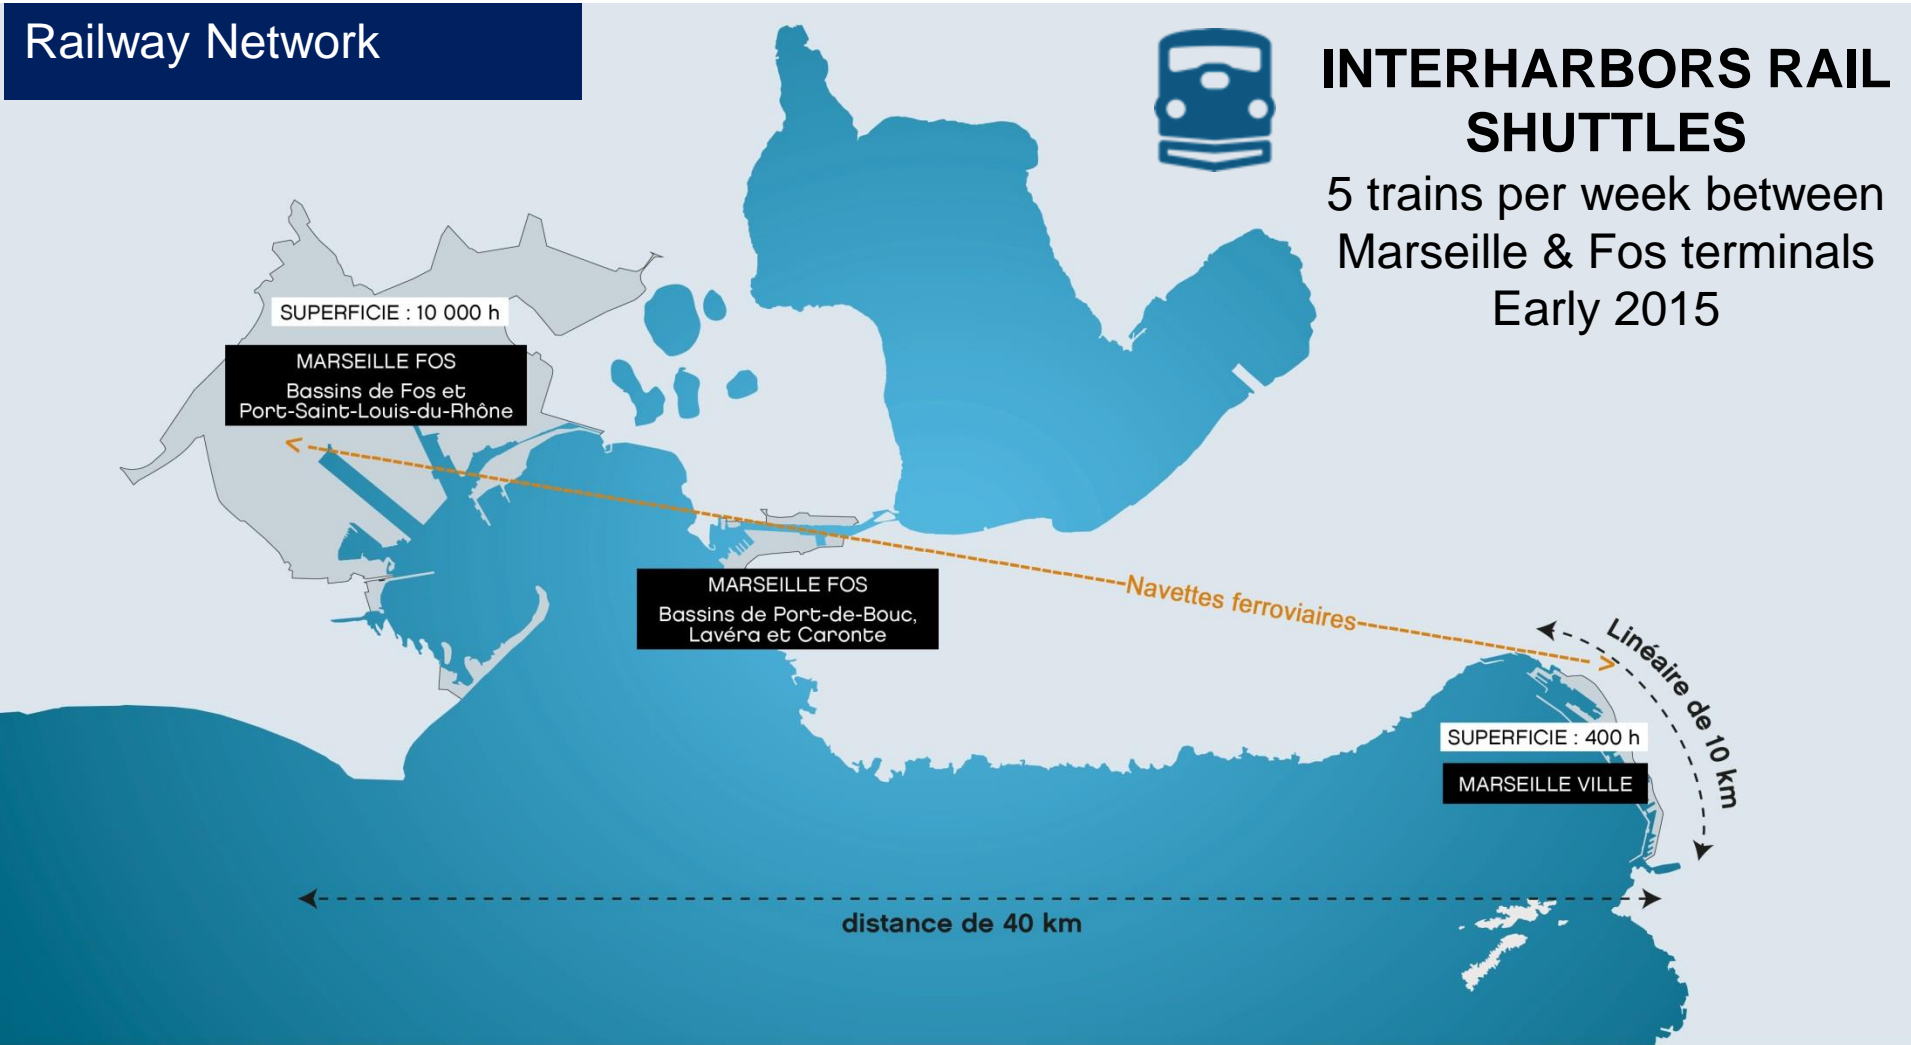 Railway Network
INTERHARBORS RAIL
SHUTTLES
5 trains per week between
Marseille & Fos terminals
Early 2015
SUPERFICIE : 10 000 h
MARSEILLE FOS
Bassins de Fos et
Port-Saint-Louis-du-Rhône
MARSEILLE FOS
Bassins de Port-de-Bouc,
Lavéra et Caronte
Navettes ferroviaires
Linéaire de 10 km
SUPERFICIE : 400 h
MARSEILLE VILLE
distance de 40 km